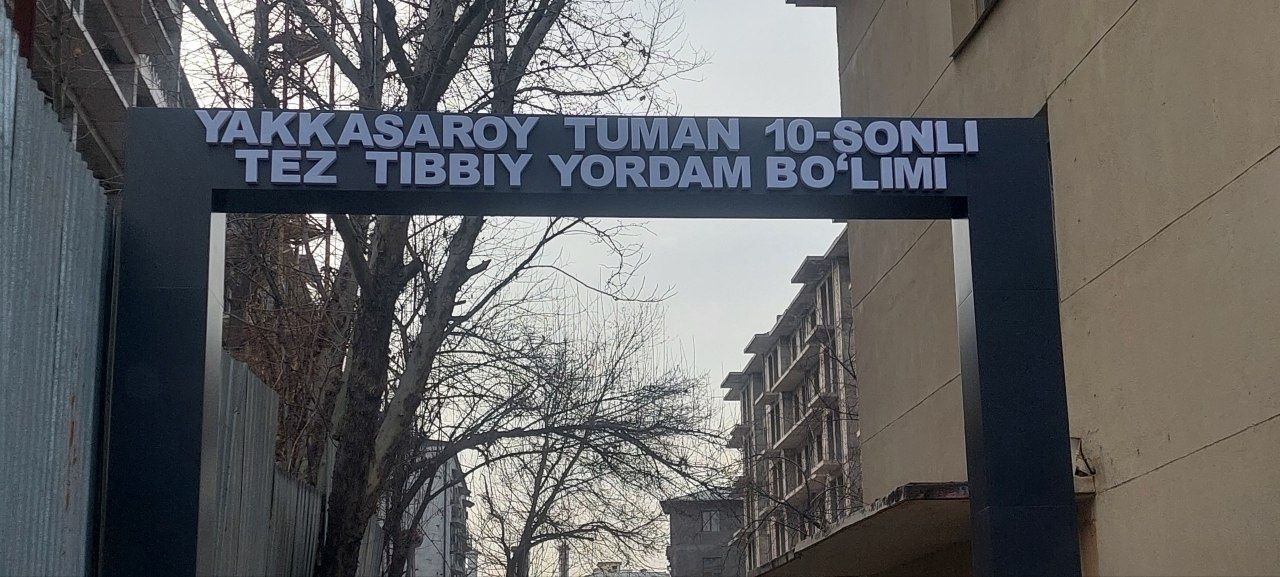 YAKKASAROY TUMAN 10-SONLI
TEZ TIBBIY YORDAM BO‘LIMI